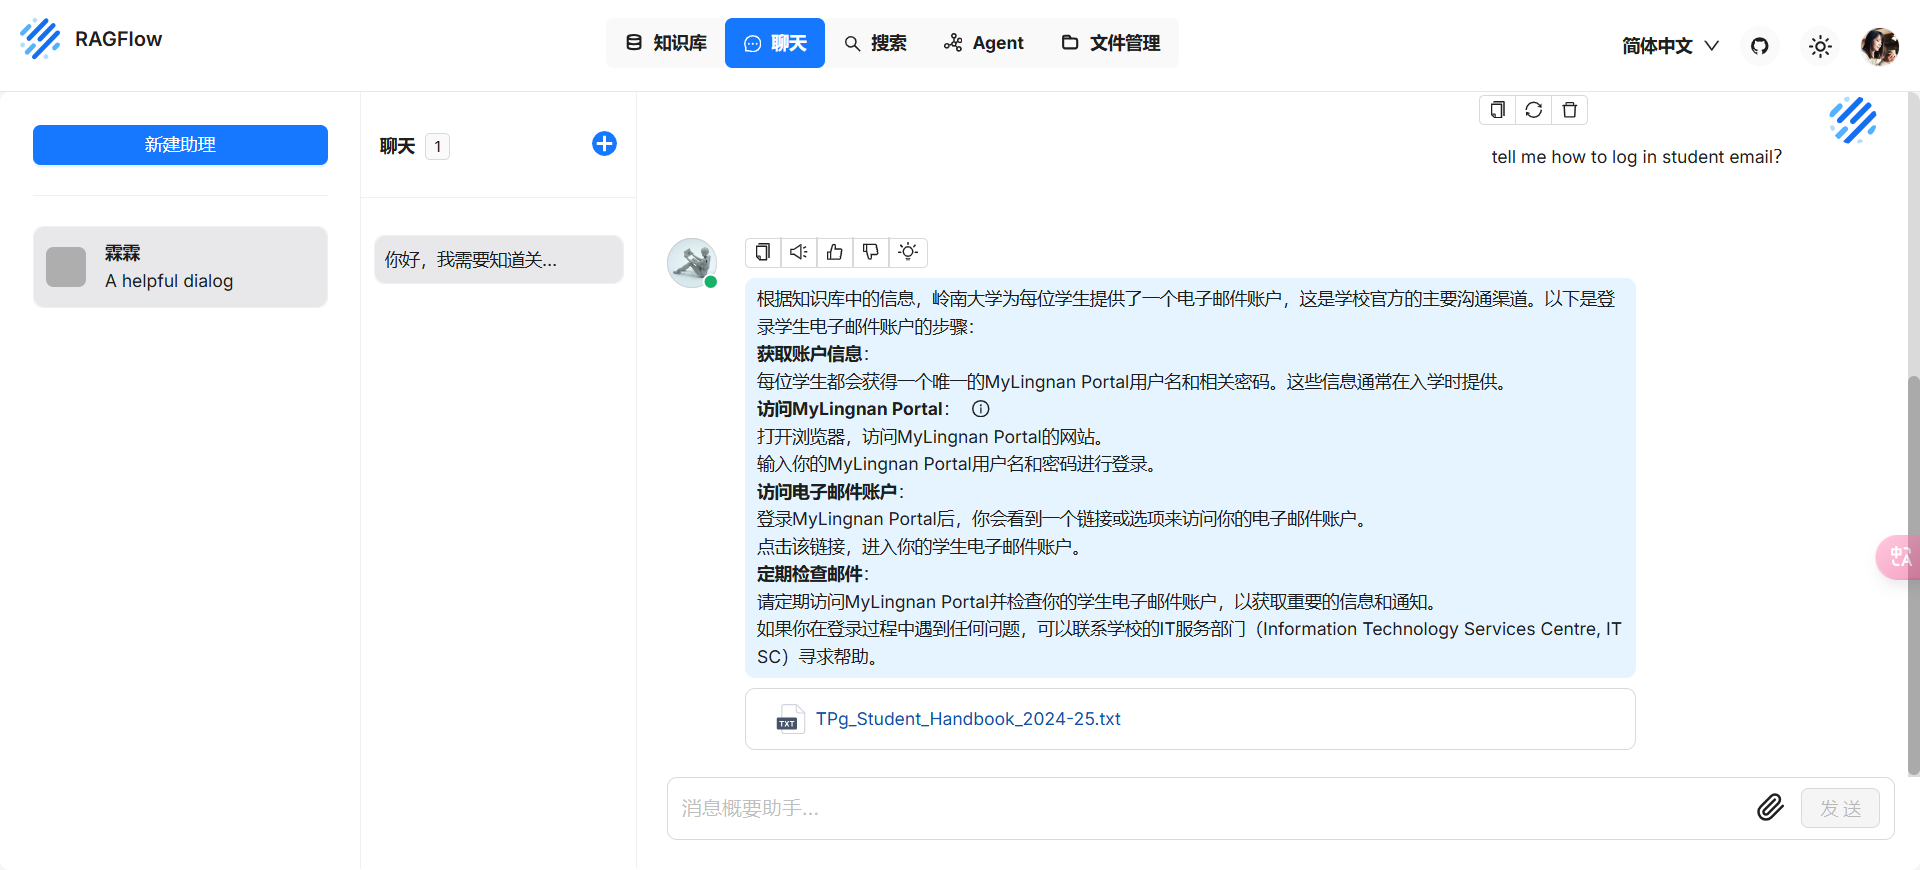 RAGFlow
知识库
聊天
搜索
Agent
文件管理
简体中文
新建助理
霖霖
A helpful dialog
聊天 1
你好，我需要知道关...
tell me how to log in student email?
根据知识库中的信息，岭南大学为每位学生提供了一个电子邮件账户，这是学校官方的主要沟通渠道。以下是登
录学生电子邮件账户的步骤：
获取账户信息：
每位学生都会获得一个唯一的MyLingnan Portal用户名和相关密码。这些信息通常在入学时提供。
访问MyLingnan Portal：
打开浏览器，访问MyLingnan Portal的网站。
输入你的MyLingnan Portal用户名和密码进行登录。
访问电子邮件账户：
登录MyLingnan Portal后，你会看到一个链接或选项来访问你的电子邮件账户。
点击该链接，进入你的学生电子邮件账户。
定期检查邮件：
请定期访问MyLingnan Portal并检查你的学生电子邮件账户，以获取重要的信息和通知。
如果你在登录过程中遇到任何问题，可以联系学校的IT服务部门（Information Technology Services Centre, IT
SC）寻求帮助。
TXT
TPg_Student_Handbook_2024-25.txt
消息概要助手...
发 送